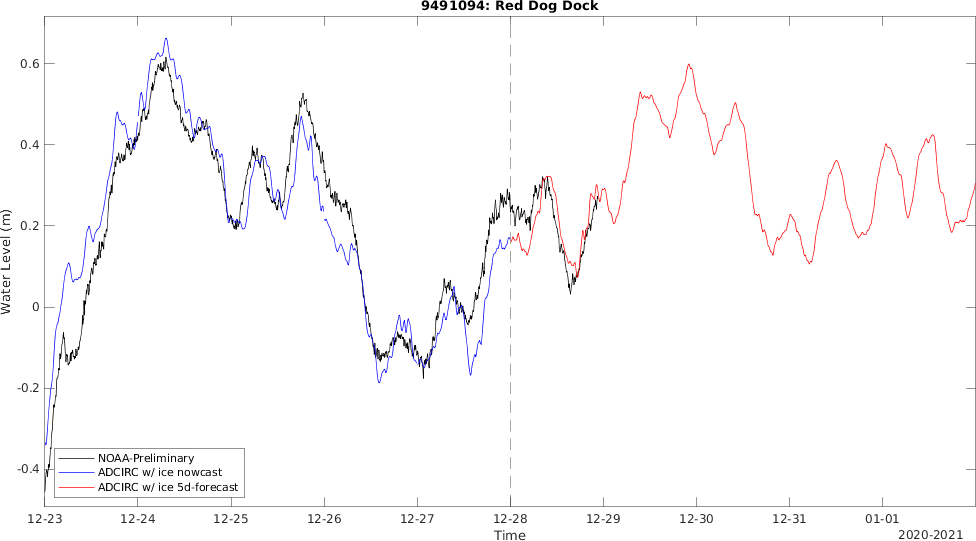 9491094: Red Dog Dock
Water Level (m)
0.6
0.4
0.2
0
-0.2
-0.4
NOAA-Preliminary
ADCIRC w/ ice nowcast
ADCIRC w/ ice 5d-forecast
12-23 12-24 12-25 12-26 12-27 12-28 12-29 12-30 12-31 01-01
Time
2020-2021